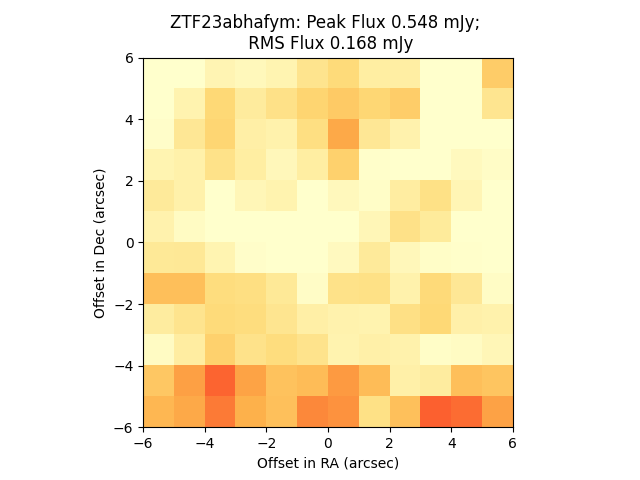 ZTF23abhafym: Peak Flux 0.548 mJy;
RMS Flux 0.168 mJy
6
4
2
0
−2
−4
−6
Offset in Dec (arcsec)
−6 −4 −2 0 2 4 6
Offset in RA (arcsec)